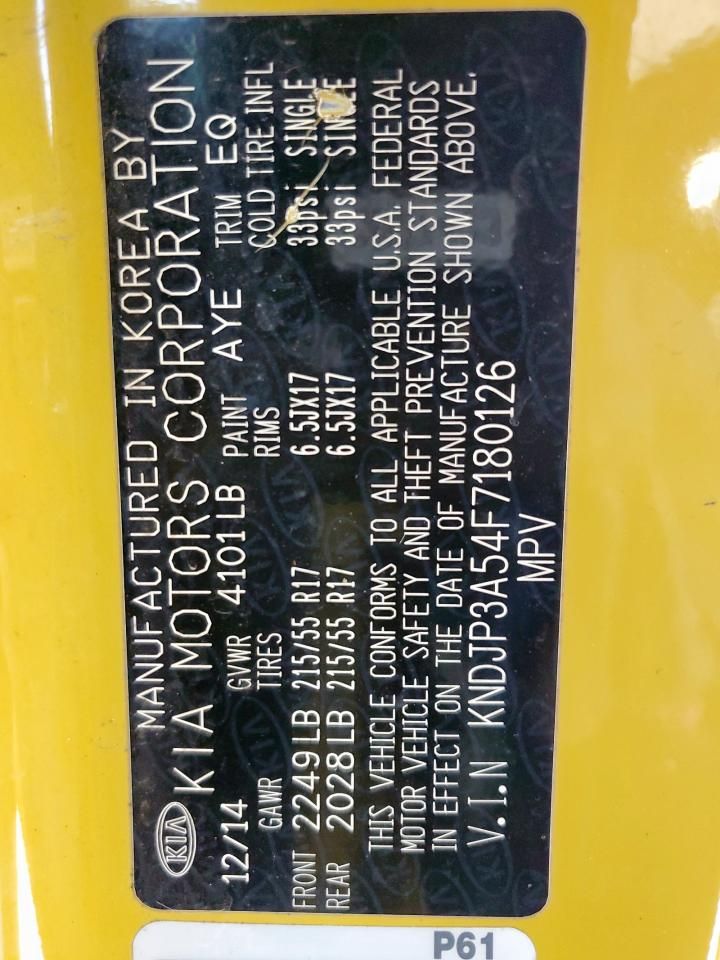 KIA
MANUFACTURED IN KOREA BY
KIA MOTORS CORPORATION
12/14 GVWR 4101LB PAINT AYE TRIM EQ
GAWR TIRES RIMS COLD TIRE INFL
FRONT 2249LB 215/55 R17 6.5JX17 33psi SINGLE
REAR 2028LB 215/55 R17 6.5JX17 33psi SINGLE
THIS VEHICLE CONFORMS TO ALL APPLICABLE U.S.A. FEDERAL
MOTOR VEHICLE SAFETY AND THEFT PREVENTION STANDARDS
IN EFFECT ON THE DATE OF MANUFACTURE SHOWN ABOVE.
V.I.N KNDJP3A54F7180126
MPV
P61